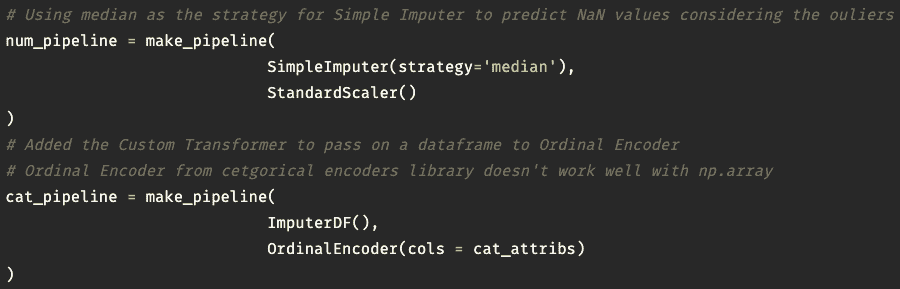 # Using median as the strategy for Simple Imputer to predict NaN values considering the ouliers
num_pipeline = make_pipeline(
SimpleImputer(strategy='median'),
StandardScaler()
)
# Added the Custom Transformer to pass on a dataframe to Ordinal Encoder
# Ordinal Encoder from cetgorical encoders library doesn't work well with np.array
cat_pipeline = make_pipeline(
ImputerDF(),
OrdinalEncoder(cols = cat_attribs)
)